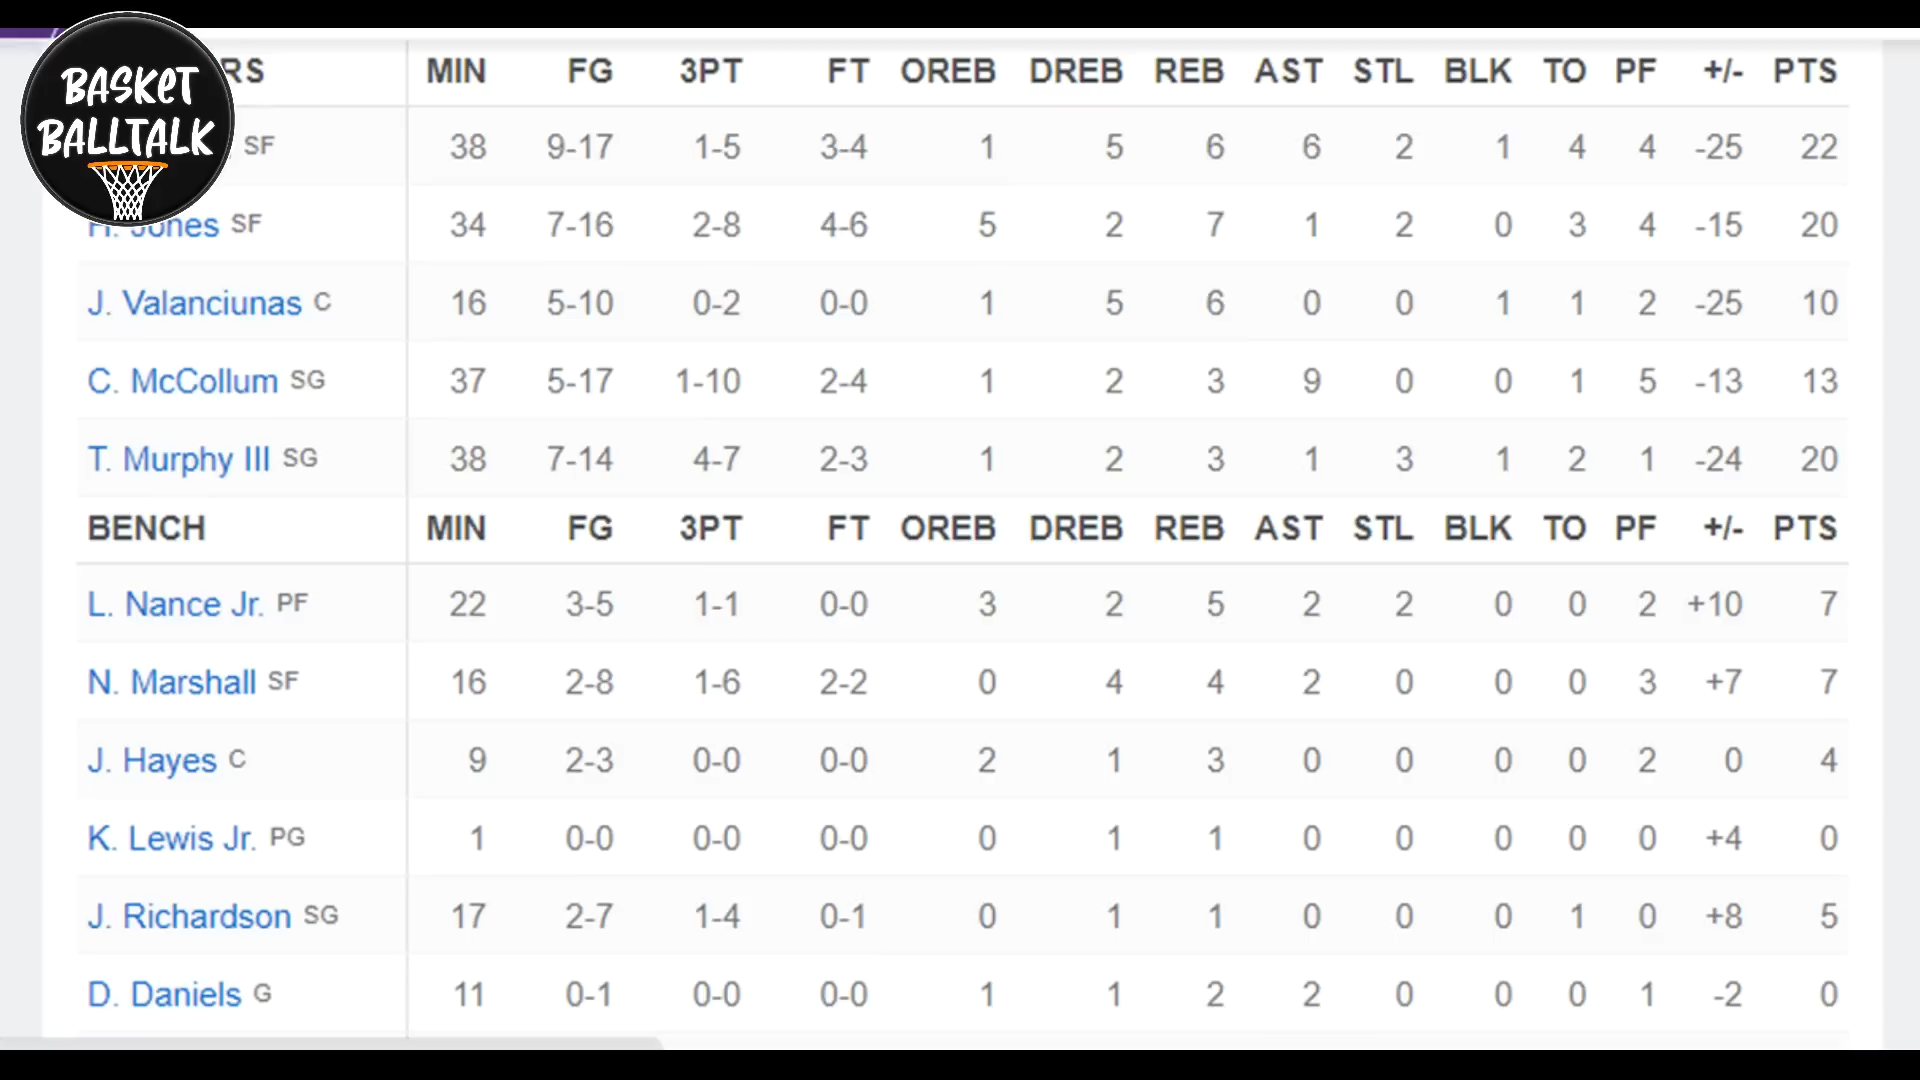 BASKET
BALLTALK
RS MIN FG 3PT FT OREB DREB REB AST STL BLK TO PF +/- PTS
SF 38 9-17 1-5 3-4 1 5 6 6 2 1 4 4 -25 22
H. Jones SF 34 7-16 2-8 4-6 5 2 7 1 2 0 3 4 -15 20
J. Valanciunas C 16 5-10 0-2 0-0 1 5 6 0 0 1 1 2 -25 10
C. McCollum SG 37 5-17 1-10 2-4 1 2 3 9 0 0 1 5 -13 13
T. Murphy III SG 38 7-14 4-7 2-3 1 2 3 1 3 1 2 1 -24 20
BENCH MIN FG 3PT FT OREB DREB REB AST STL BLK TO PF +/- PTS
L. Nance Jr. PF 22 3-5 1-1 0-0 3 2 5 2 2 0 0 2 +10 7
N. Marshall SF 16 2-8 1-6 2-2 0 4 4 2 0 0 0 3 +7 7
J. Hayes C 9 2-3 0-0 0-0 2 1 3 0 0 0 0 2 0 4
K. Lewis Jr. PG 1 0-0 0-0 0-0 0 1 1 0 0 0 0 0 +4 0
J. Richardson SG 17 2-7 1-4 0-1 0 1 1 0 0 0 1 0 +8 5
D. Daniels G 11 0-1 0-0 0-0 1 1 2 2 0 0 0 1 -2 0